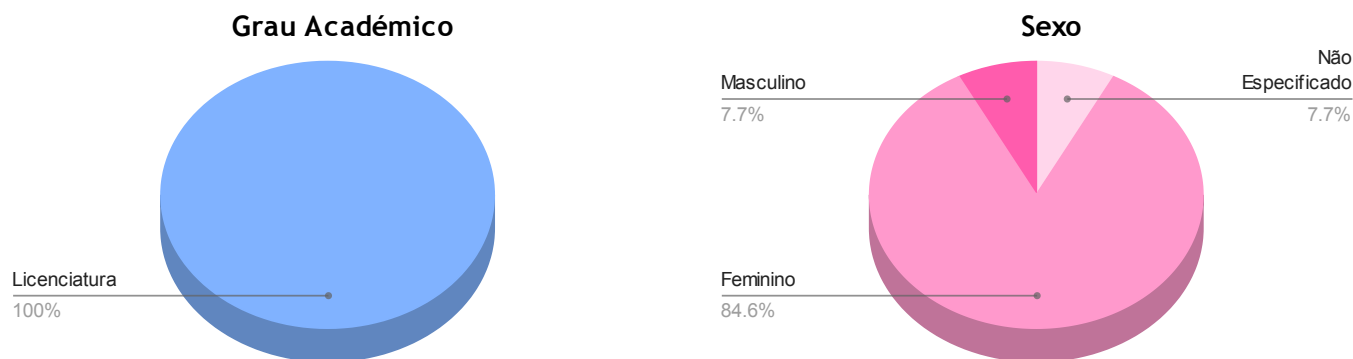 Grau Académico
Licenciatura
100%
Sexo
Masculino
7.7%
Não
Especificado
7.7%
Feminino
84.6%